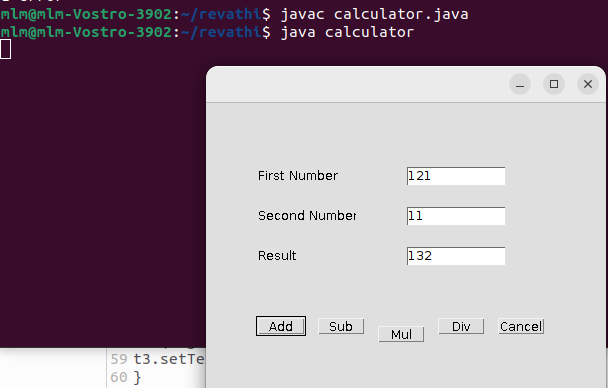 mlm@mlm-Vostro-3902:~/revathi$ javac calculator.java
mlm@mlm-Vostro-3902:~/revathi$ java calculator
First Number 121
Second Number 11
Result 132
Add Sub Mul Div Cancel
59 t3.setTe
60 }